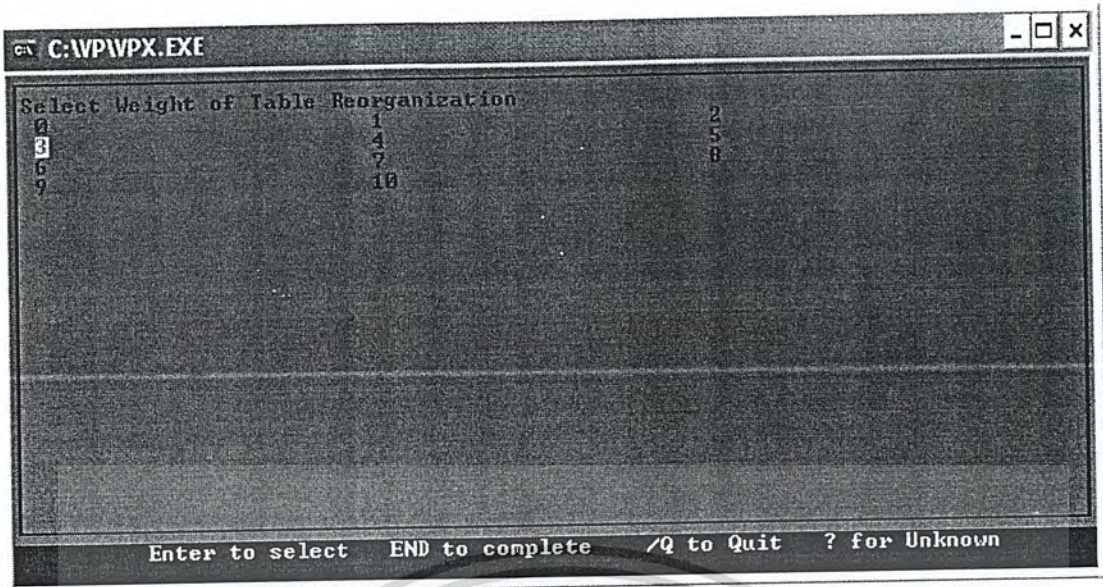 C:\VP\VPX.EXE
Select Weight of Table Reorganization
0 1 2
3 4 5
6 7 8
9 10
Enter to select END to complete /Q to Quit ? for Unknown